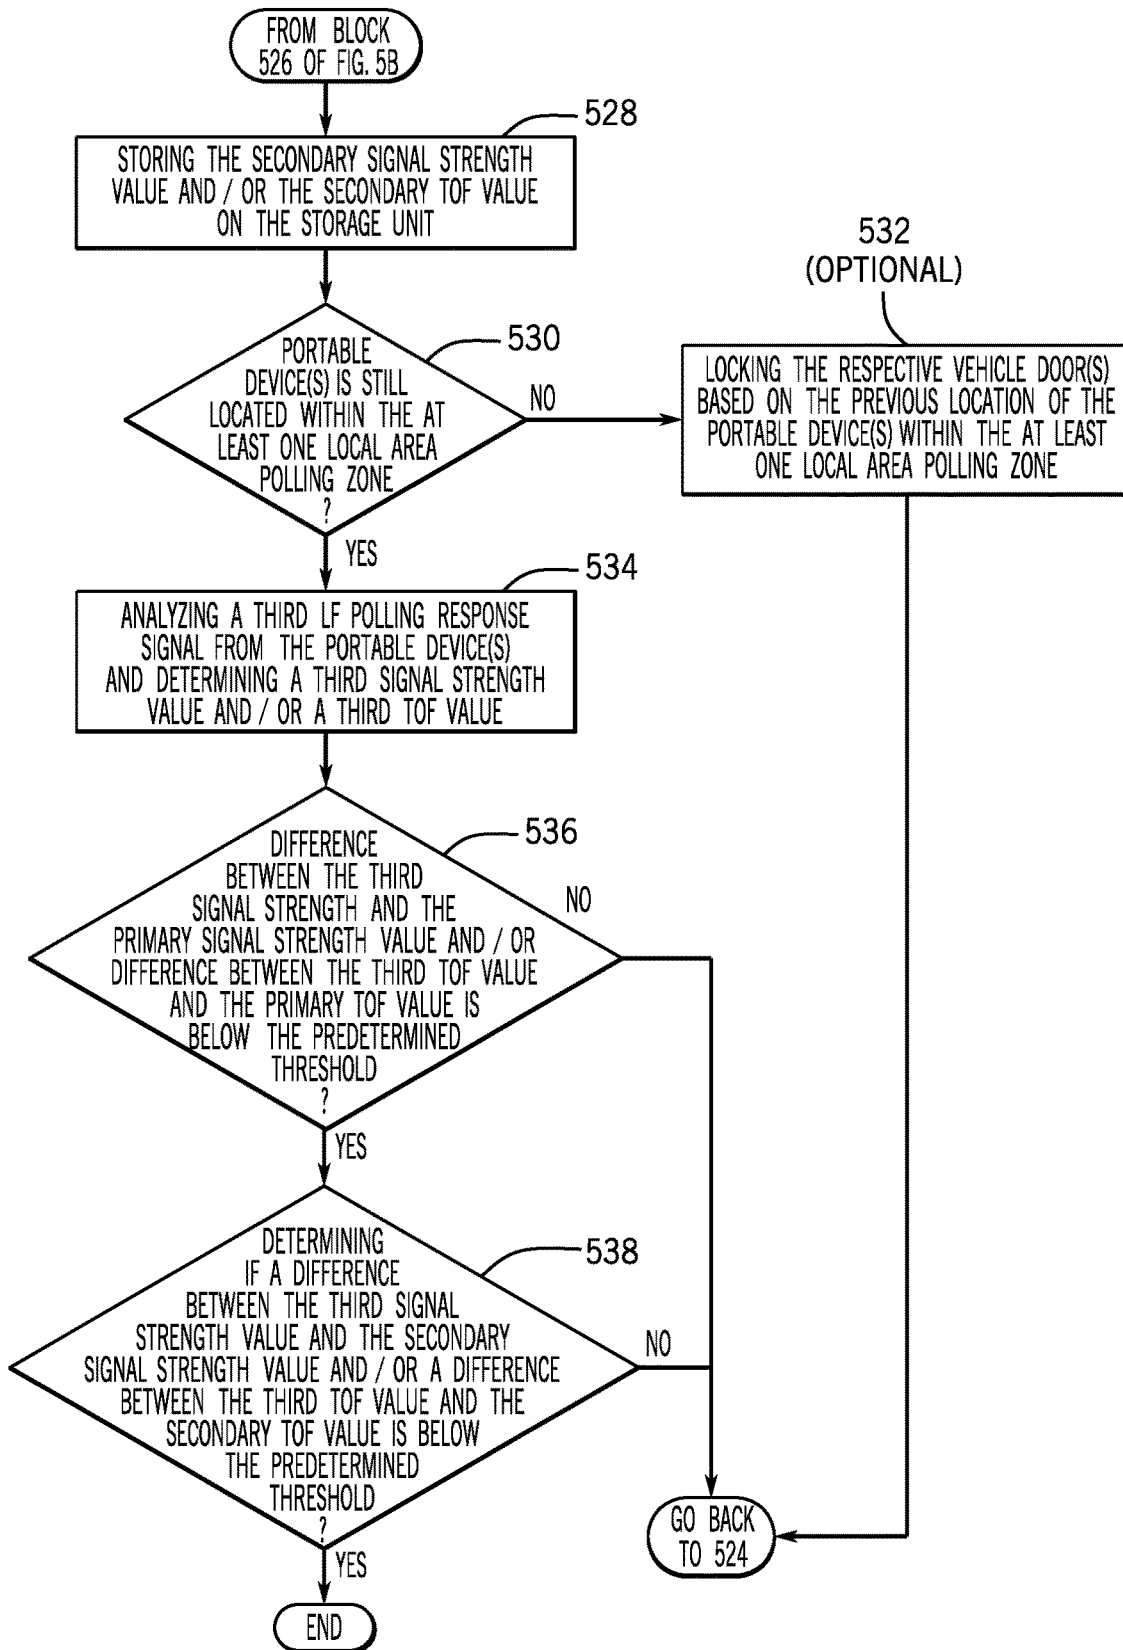 FROM BLOCK
526 OF FIG. 5B
528
STORING THE SECONDARY SIGNAL STRENGTH
VALUE AND / OR THE SECONDARY TOF VALUE
ON THE STORAGE UNIT
532
(OPTIONAL)
530
PORTABLE
DEVICE(S) IS STILL
LOCATED WITHIN THE AT
LEAST ONE LOCAL AREA
POLLING ZONE
?
NO
LOCKING THE RESPECTIVE VEHICLE DOOR(S)
BASED ON THE PREVIOUS LOCATION OF THE
PORTABLE DEVICE(S) WITHIN THE AT LEAST
ONE LOCAL AREA POLLING ZONE
YES
534
ANALYZING A THIRD LF POLLING RESPONSE
SIGNAL FROM THE PORTABLE DEVICE(S)
AND DETERMINING A THIRD SIGNAL STRENGTH
VALUE AND / OR A THIRD TOF VALUE
536
DIFFERENCE
BETWEEN THE THIRD
SIGNAL STRENGTH AND THE
PRIMARY SIGNAL STRENGTH VALUE AND / OR
DIFFERENCE BETWEEN THE THIRD TOF VALUE
AND THE PRIMARY TOF VALUE IS
BELOW THE PREDETERMINED
THRESHOLD
?
NO
YES
538
DETERMINING
IF A DIFFERENCE
BETWEEN THE THIRD SIGNAL
STRENGTH VALUE AND THE SECONDARY
SIGNAL STRENGTH VALUE AND / OR A DIFFERENCE
BETWEEN THE THIRD TOF VALUE AND THE
SECONDARY TOF VALUE IS BELOW
THE PREDETERMINED
THRESHOLD
?
NO
YES
GO BACK
TO 524
END